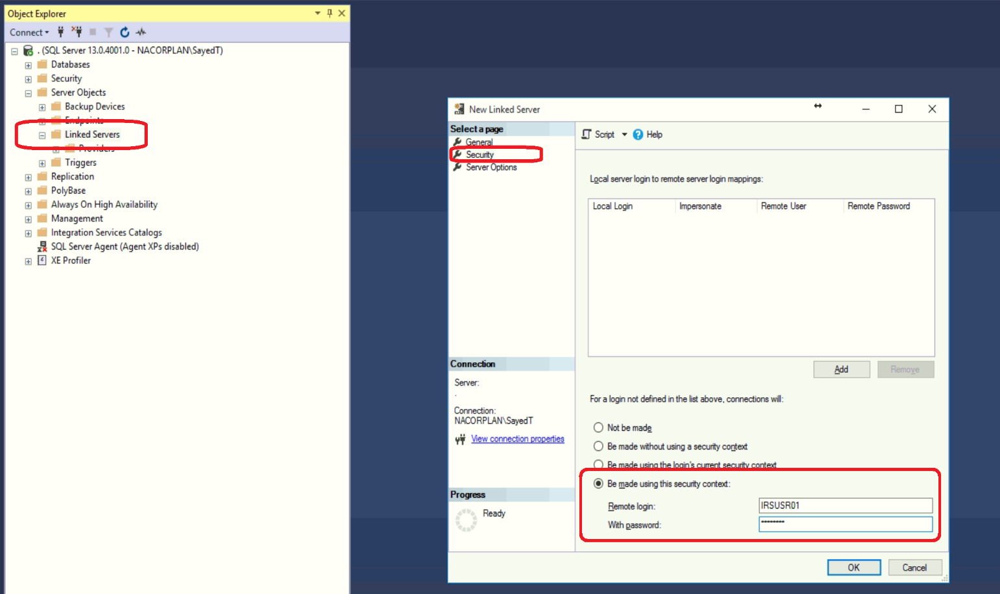 Object Explorer
Connect
. (SQL Server 13.0.4001.0 - NACORPLAN\SayedT)
Databases
Security
Server Objects
Backup Devices
Endpoints
Linked Servers
Providers
Triggers
Replication
PolyBase
Always On High Availability
Management
Integration Services Catalogs
SQL Server Agent (Agent XPs disabled)
XE Profiler
New Linked Server
Select a page
General
Security
Server Options
Script
Help
Local server login to remote server login mappings:
Local Login Impersonate Remote User Remote Password
Add Remove
For a login not defined in the list above, connections will:
Not be made
Be made without using a security context
Be made using the login's current security context
Be made using this security context:
Remote login: IRSUSR01
With password: ********
Connection
Server:
.
Connection:
NACORPLAN\SayedT
View connection properties
Progress
Ready
OK Cancel